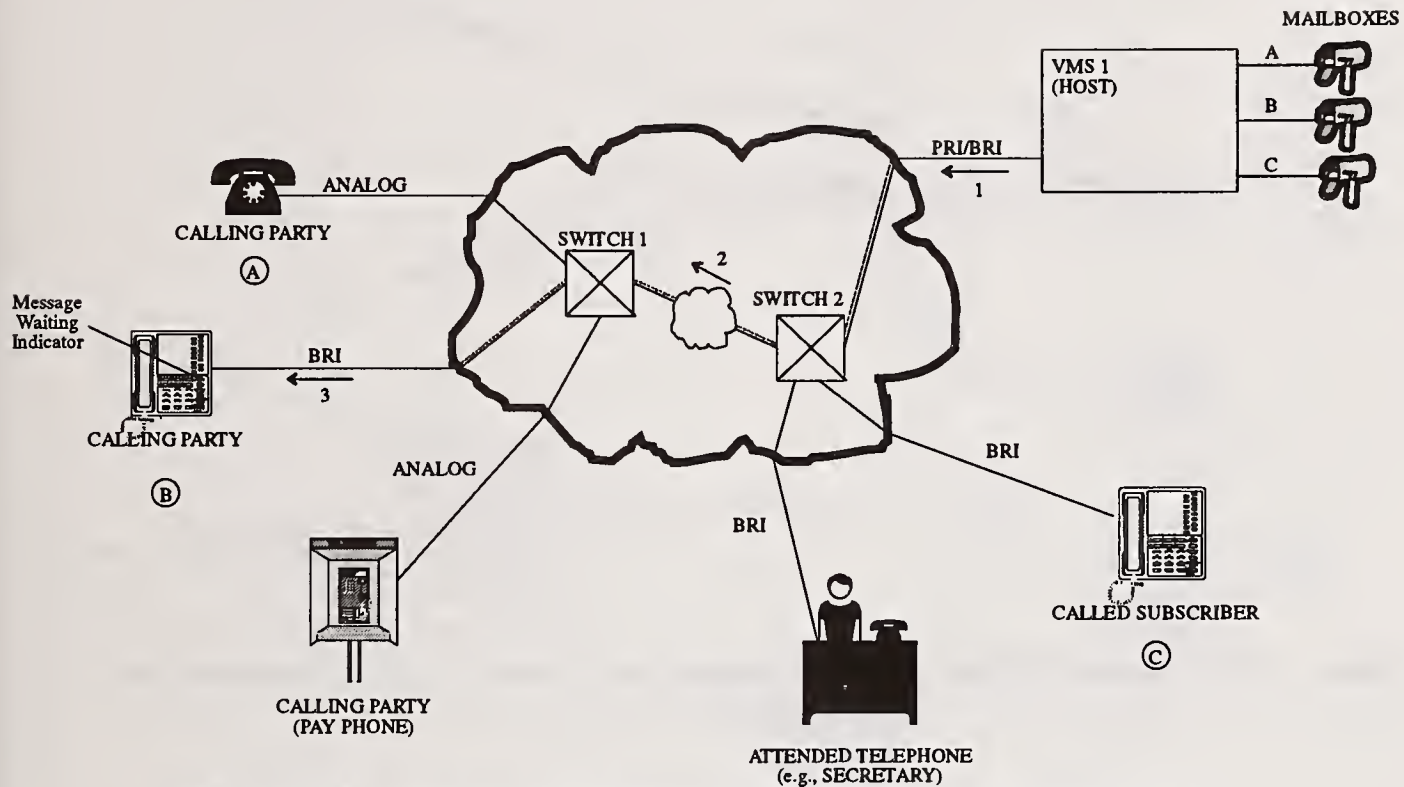 MAILBOXES
VMS 1
(HOST)
A
B
C
PRI/BRI
1
ANALOG
CALLING PARTY
A
SWITCH 1
2
SWITCH 2
Message
Waiting
Indicator
BRI
3
CALLING PARTY
B
ANALOG
BRI
BRI
CALLED SUBSCRIBER
C
CALLING PARTY
(PAY PHONE)
ATTENDED TELEPHONE
(e.g., SECRETARY)